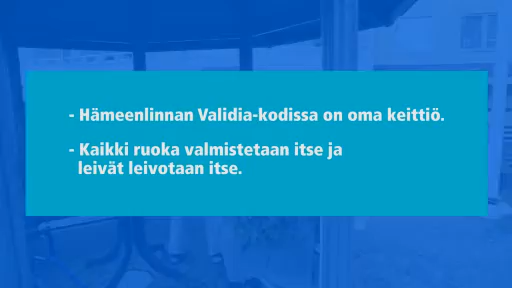 - Hämeenlinnan Validia-kodissa on oma keittiö.
- Kaikki ruoka valmistetaan itse ja
leivät leivotaan itse.